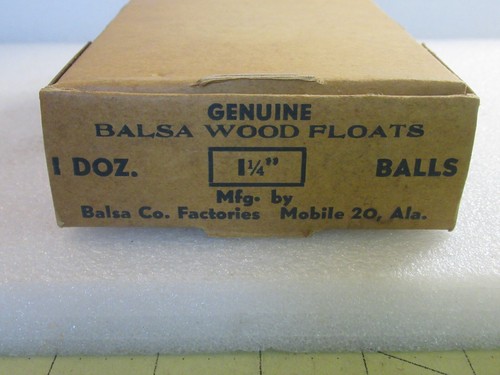 GENUINE
BALSA WOOD FLOATS
1 DOZ. 1¼" BALLS
Mfg. by
Balsa Co. Factories Mobile 20, Ala.